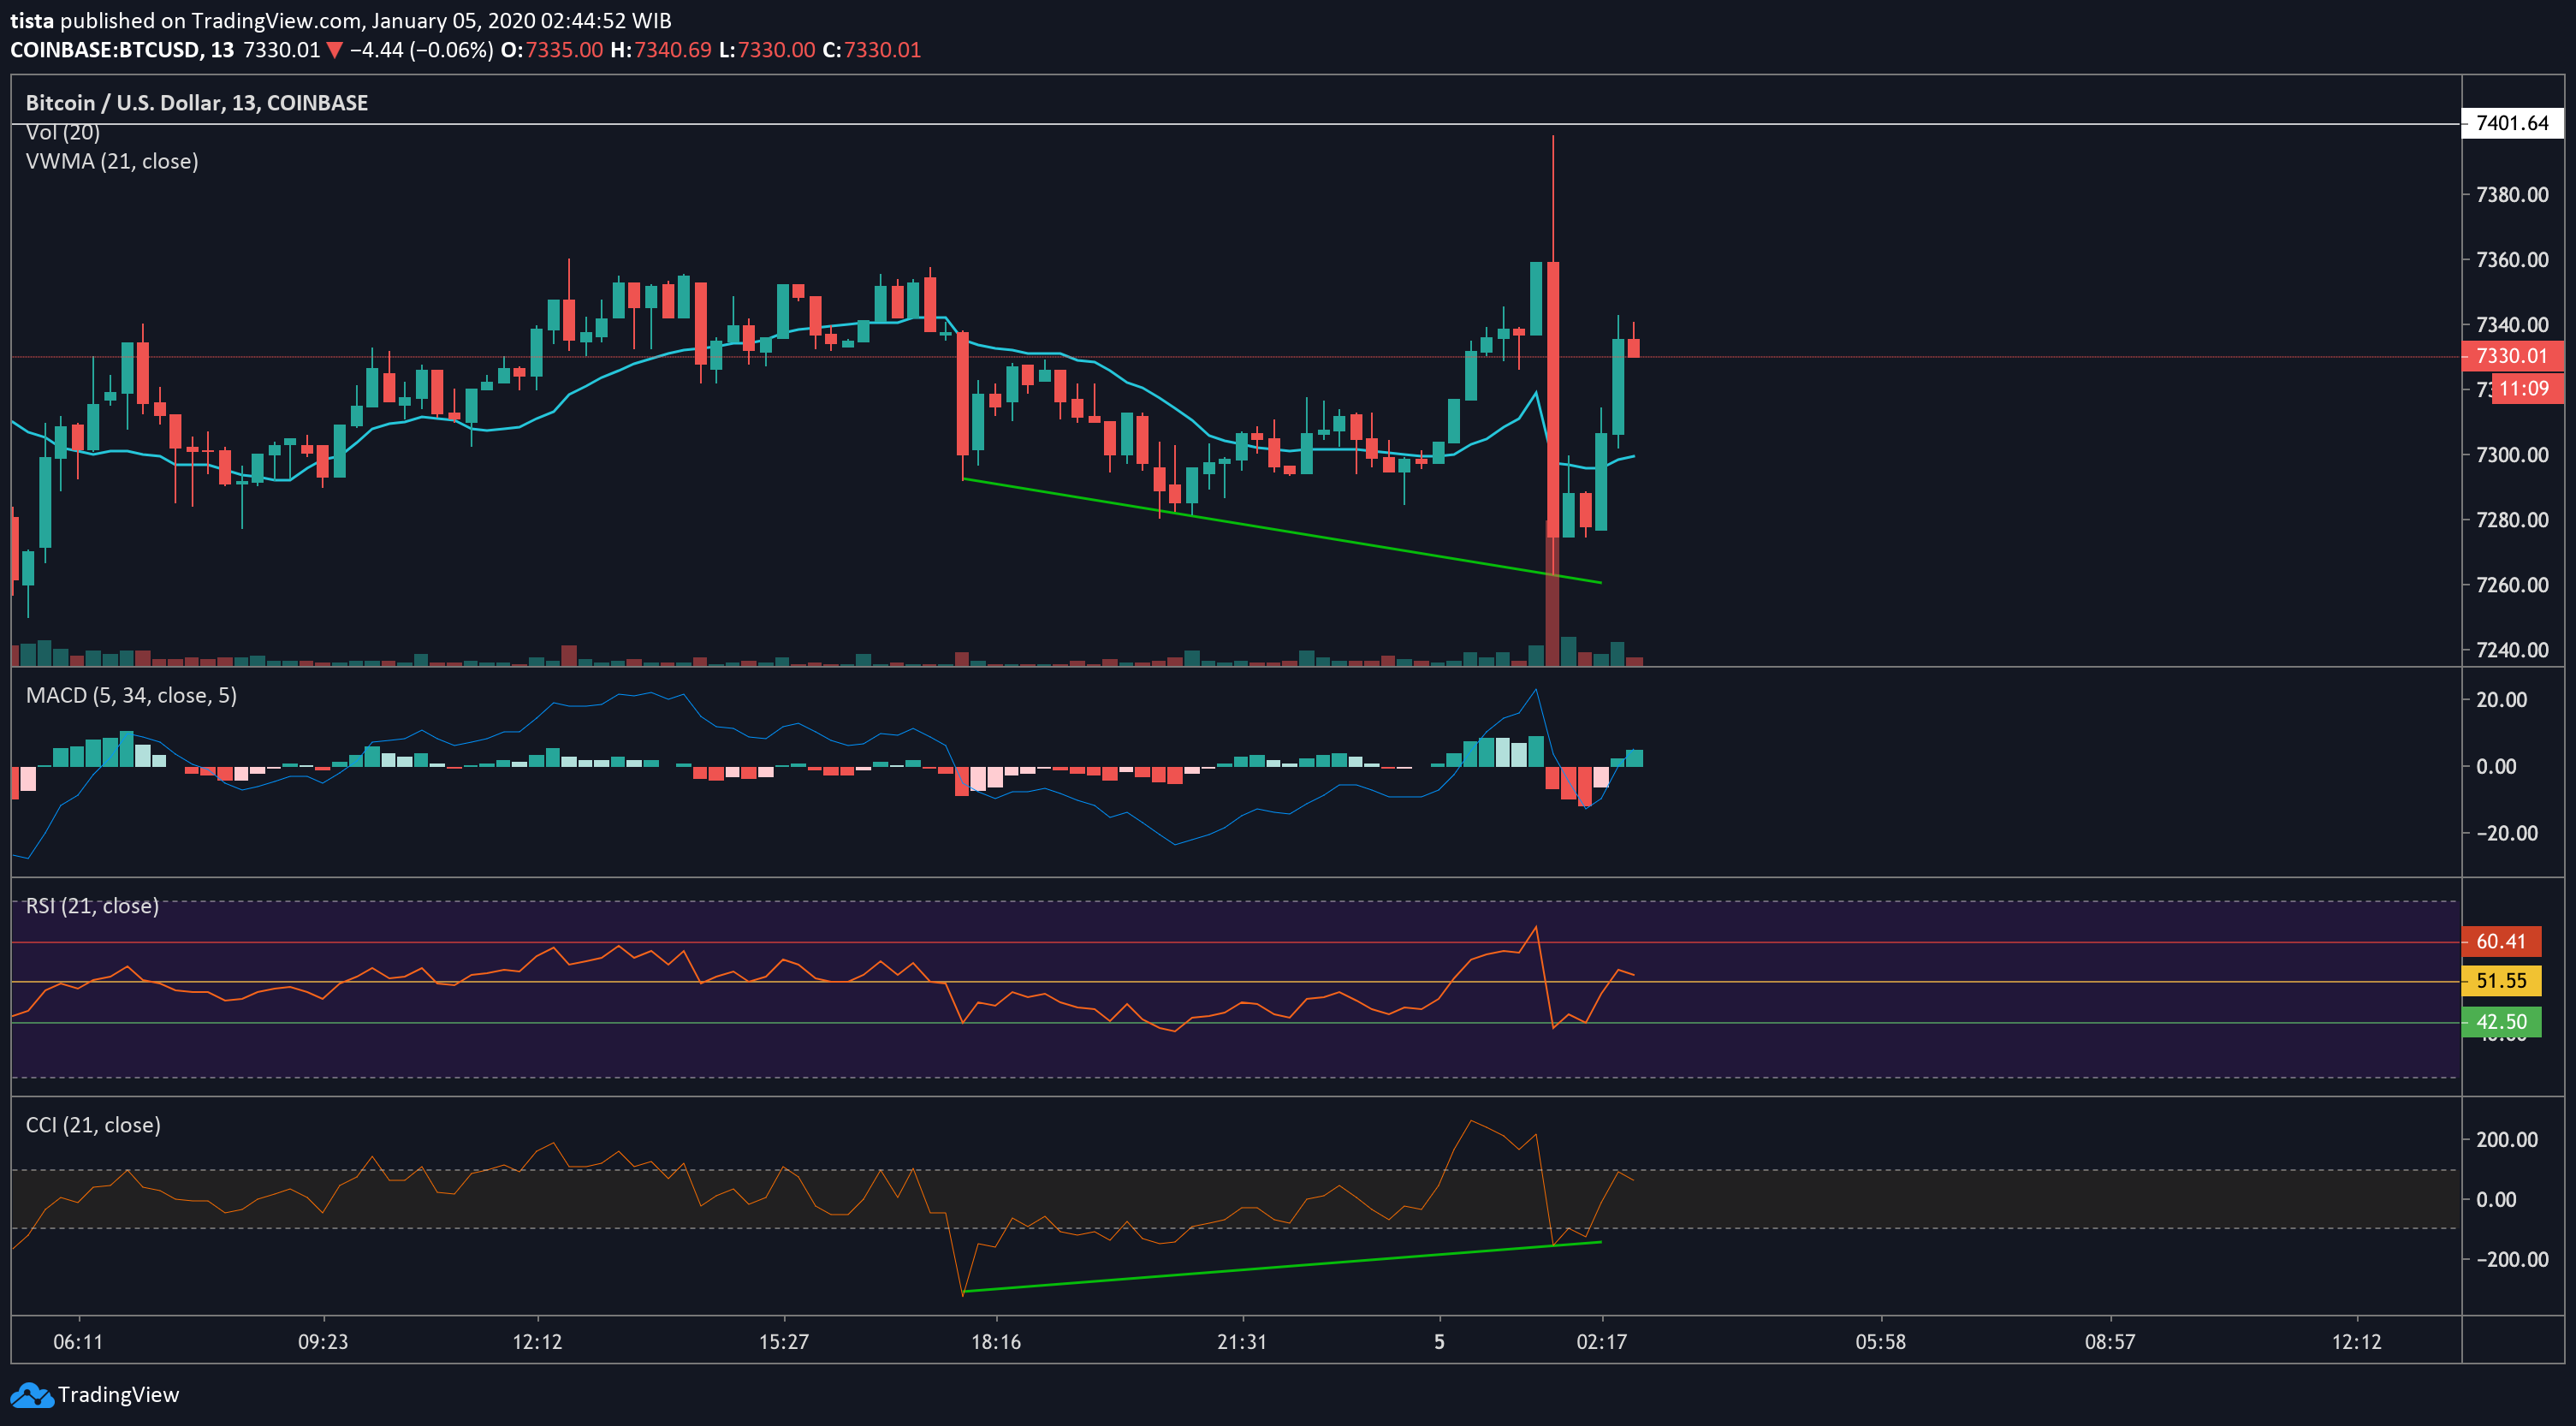 tista published on TradingView.com, January 05, 2020 02:44:52 WIB
COINBASE:BTCUSD, 13 7330.01 ▼ −4.44 (−0.06%) O:7335.00 H:7340.69 L:7330.00 C:7330.01
Bitcoin / U.S. Dollar, 13, COINBASE
Vol (20)
VWMA (21, close)
7401.64
7380.00
7360.00
7340.00
7330.01
11:09
7300.00
7280.00
7260.00
7240.00
MACD (5, 34, close, 5)
20.00
0.00
−20.00
RSI (21, close)
60.41
51.55
42.50
CCI (21, close)
200.00
0.00
−200.00
06:11 09:23 12:12 15:27 18:16 21:31 5 02:17 05:58 08:57 12:12
TradingView